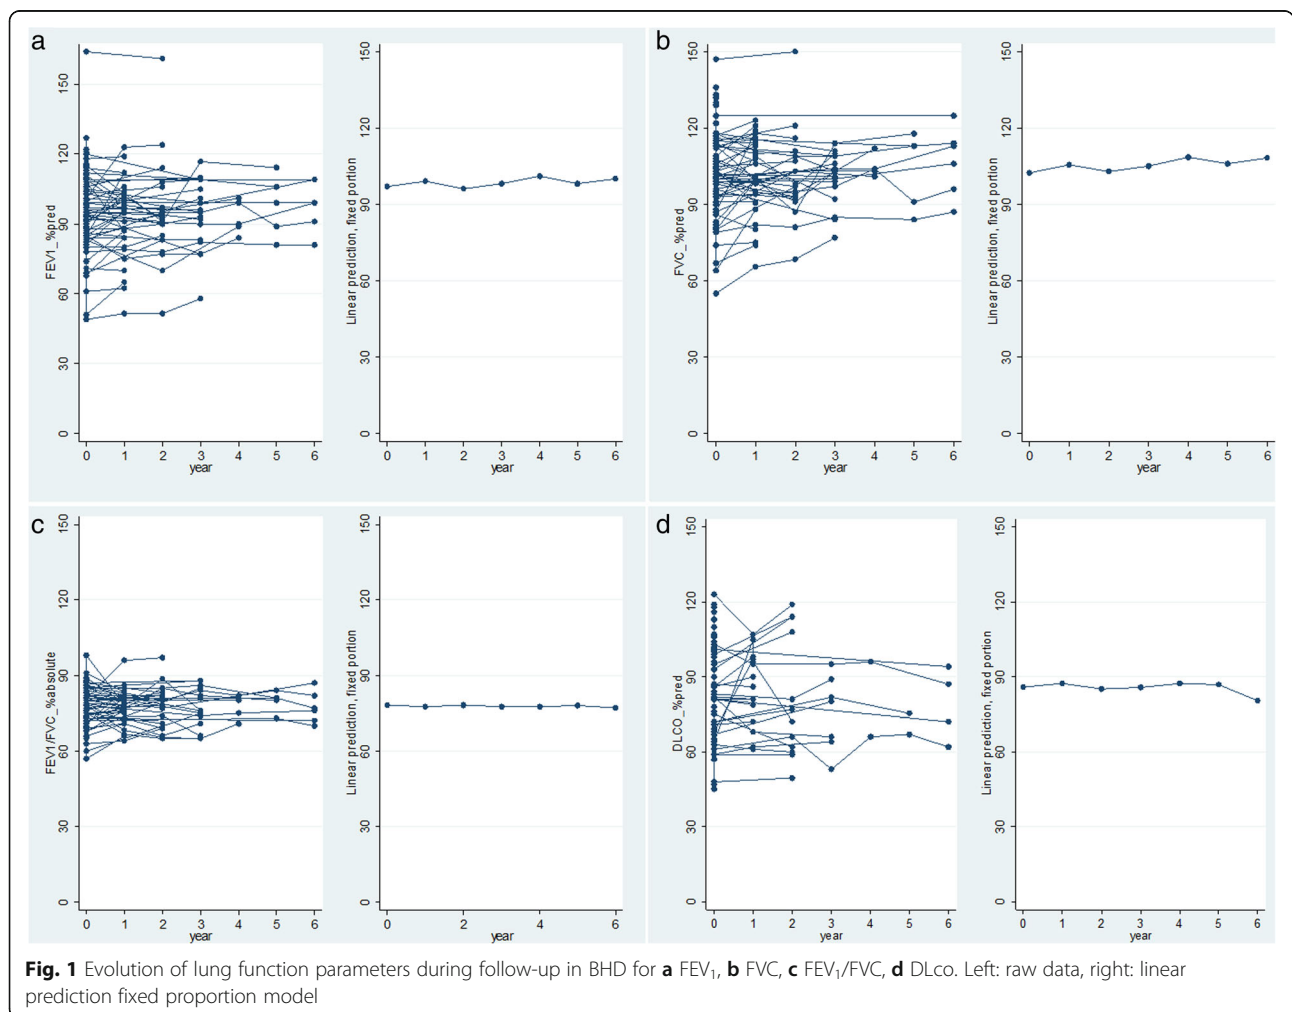 a
FEV1_%pred
150
120
90
60
30
0
0 1 2 3 4 5 6
year
Linear prediction, fixed portion
150
120
90
60
30
0
0 1 2 3 4 5 6
year
b
FVC_%pred
150
120
90
60
30
0
0 1 2 3 4 5 6
year
Linear prediction, fixed portion
150
120
90
60
30
0
0 1 2 3 4 5 6
year
c
FEV1/FVC_%absolute
150
120
90
60
30
0
0 1 2 3 4 5 6
year
Linear prediction, fixed portion
150
120
90
60
30
0
0 1 2 3 4 5 6
year
d
DLCO_%pred
150
120
90
60
30
0
0 1 2 3 4 5 6
year
Linear prediction, fixed portion
150
120
90
60
30
0
0 1 2 3 4 5 6
year
Fig. 1 Evolution of lung function parameters during follow-up in BHD for a FEV₁, b FVC, c FEV₁/FVC, d DLco. Left: raw data, right: linear
prediction fixed proportion model